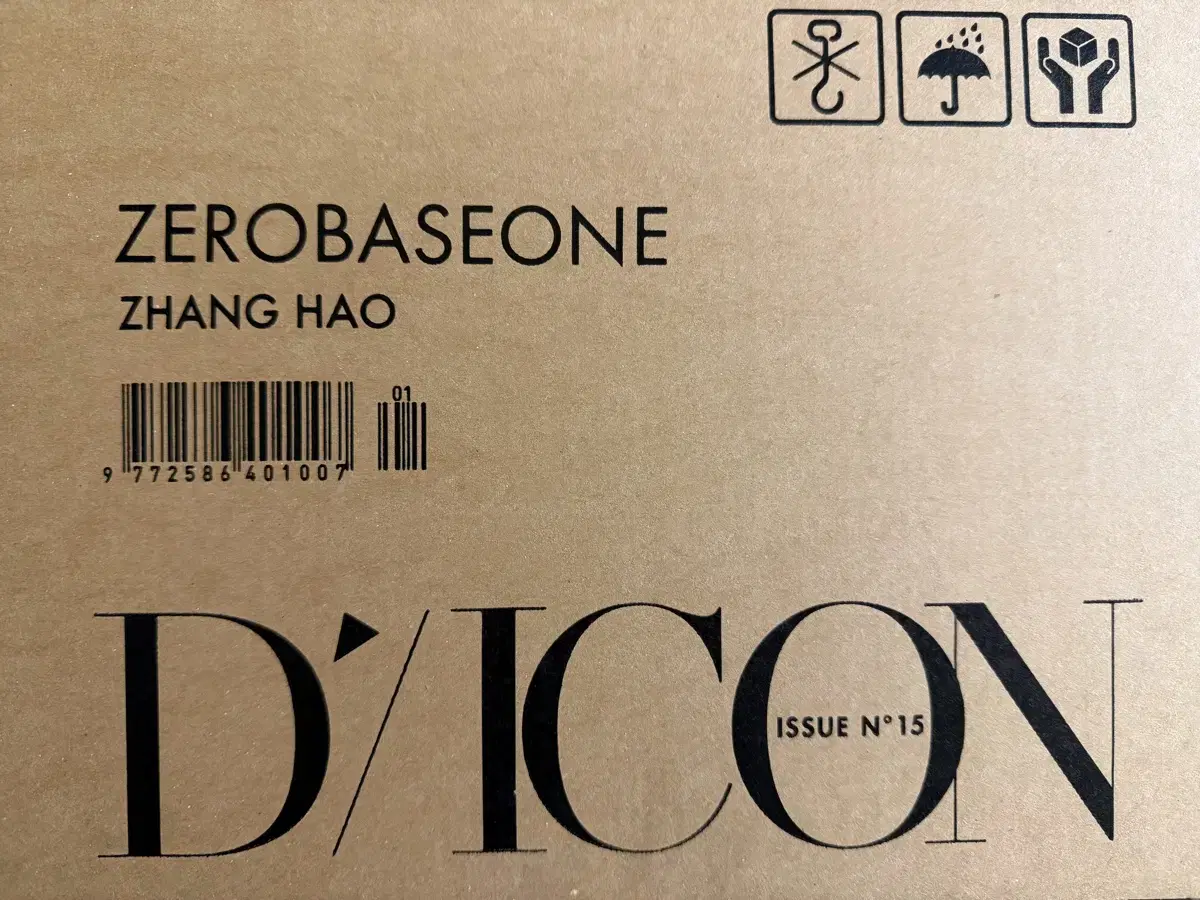 ZEROBASEONE
ZHANG HAO
01
9 772586 401007
D'/ICON
ISSUE N°15